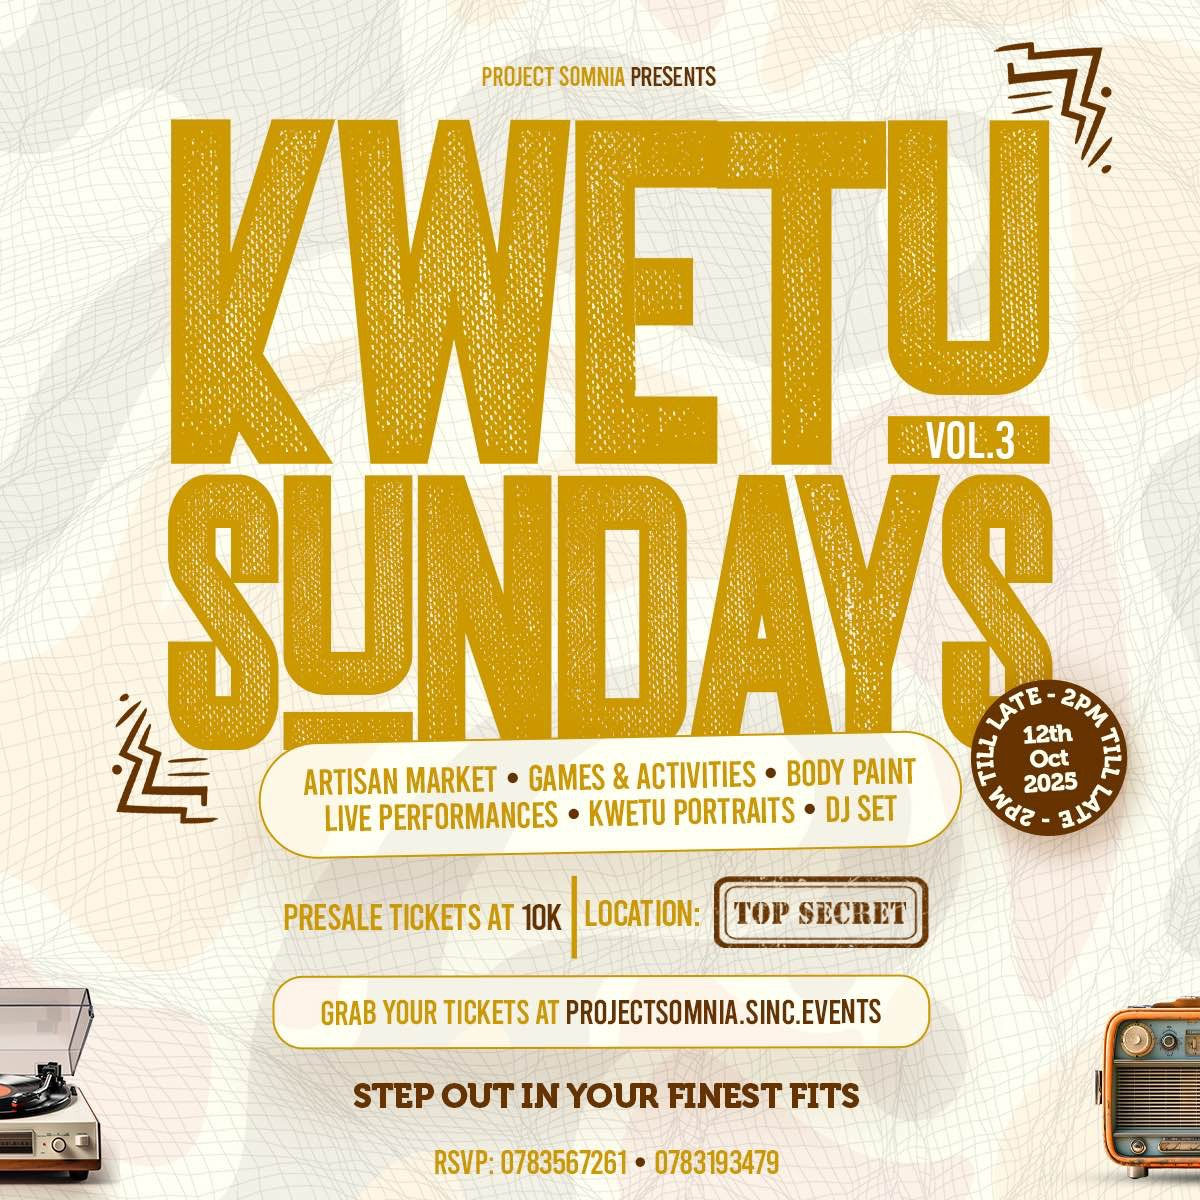 PROJECT SOMNIA PRESENTS
KWETU
VOL.3
SUNDAYS
2PM TILL LATE - 2PM TILL LATE -
12th
Oct
2025
ARTISAN MARKET • GAMES & ACTIVITIES • BODY PAINT
LIVE PERFORMANCES • KWETU PORTRAITS • DJ SET
PRESALE TICKETS AT 10K
LOCATION: TOP SECRET
GRAB YOUR TICKETS AT PROJECTSOMNIA.SINC.EVENTS
STEP OUT IN YOUR FINEST FITS
RSVP: 0783567261 • 0783193479